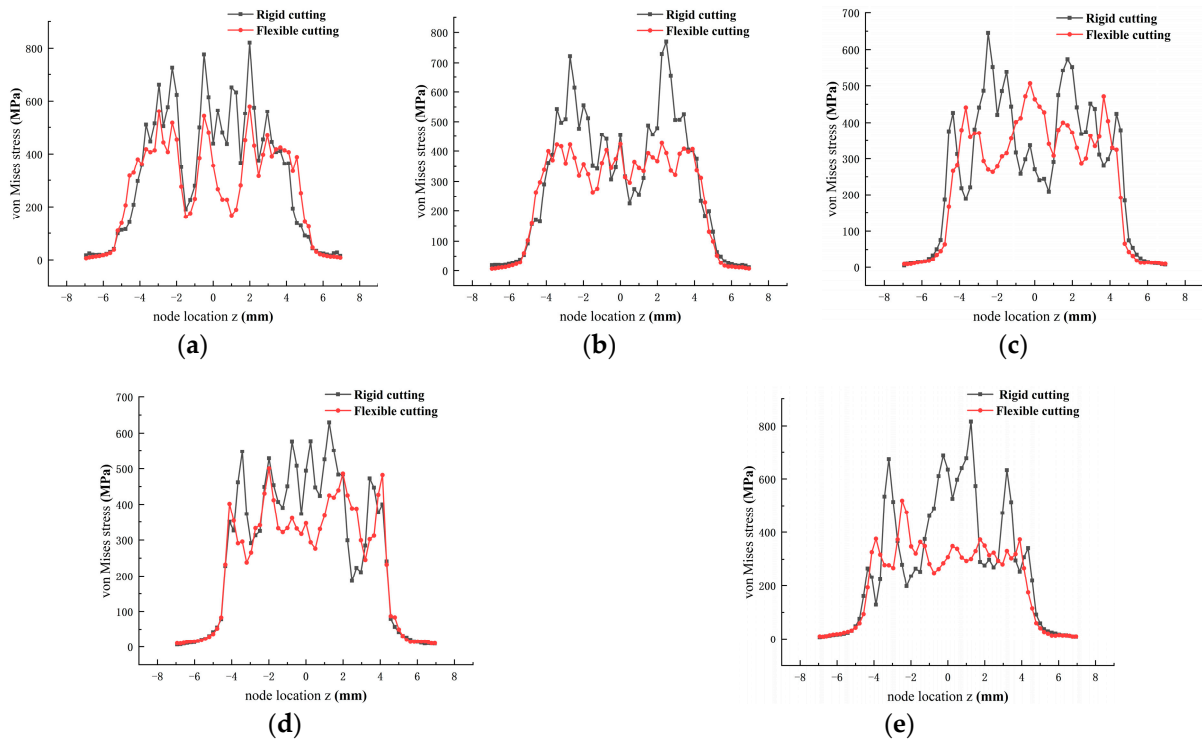 Rigid cutting
Flexible cutting
von Mises stress (MPa)
800
600
400
200
0
-8 -6 -4 -2 0 2 4 6 8
node location z (mm)
(a)
Rigid cutting
Flexible cutting
von Mises stress (MPa)
800
700
600
500
400
300
200
100
0
-8 -6 -4 -2 0 2 4 6 8
node location z (mm)
(b)
Rigid cutting
Flexible cutting
von Mises stress (MPa)
700
600
500
400
300
200
100
0
-8 -6 -4 -2 0 2 4 6 8
node location z (mm)
(c)
Rigid cutting
Flexible cutting
von Mises stress (MPa)
700
600
500
400
300
200
100
0
-8 -6 -4 -2 0 2 4 6 8
node location z (mm)
(d)
Rigid cutting
Flexible cutting
von Mises stress (MPa)
800
600
400
200
0
-8 -6 -4 -2 0 2 4 6 8
node location z (mm)
(e)